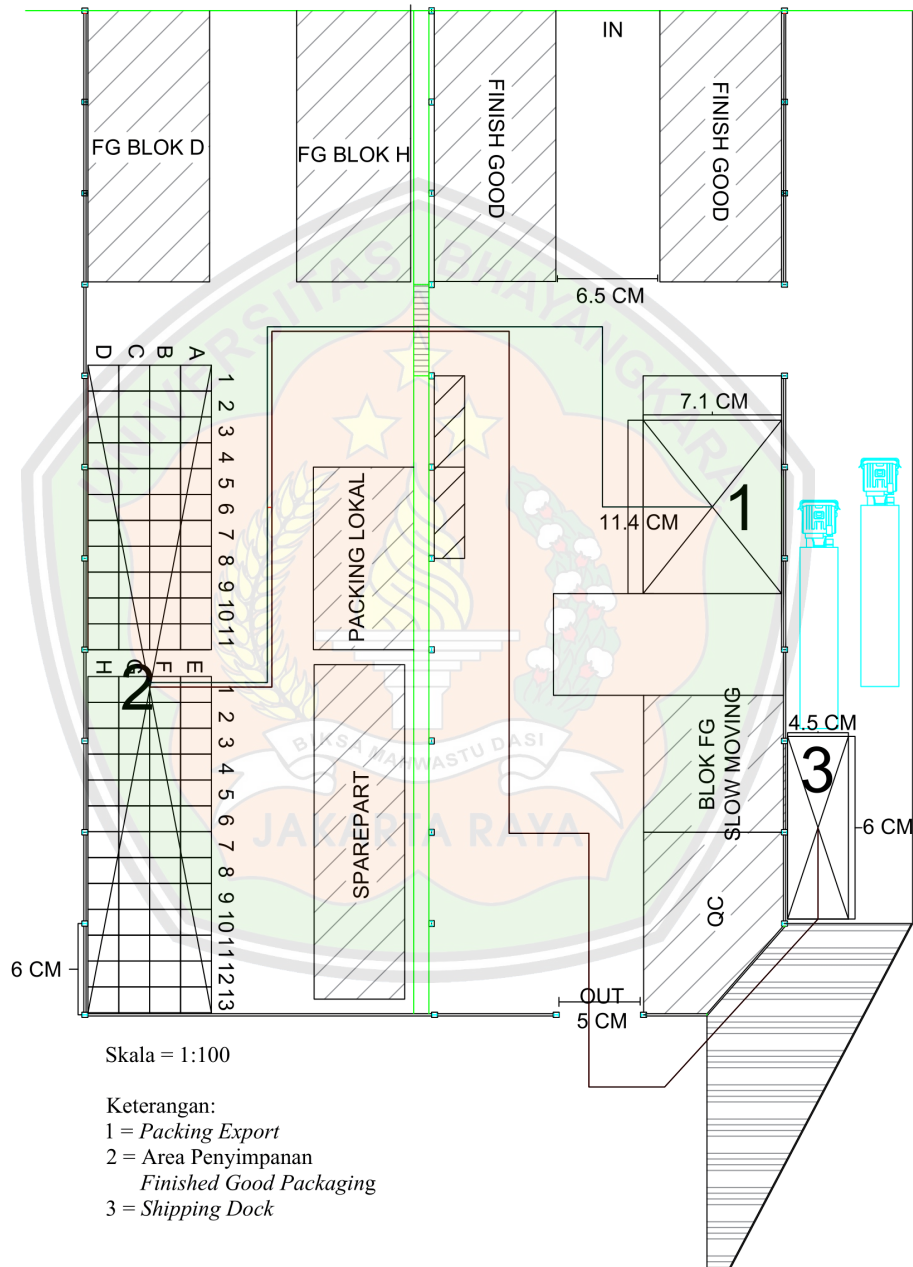 IN
FG BLOK D
FG BLOK H
FINISH GOOD
FINISH GOOD
6.5 CM
UNIVERSITAS BHAYANGKARA
D C B A
1
2
3
4
5
6
7
8
9
10
11
7.1 CM
1
11.4 CM
PACKING LOKAL
H G F E
2
1
2
3
4
5
6
7
8
9
10
11
12
13
BIKSA MAHWASTU DASI
JAKARTA RAYA
SPAREPART
BLOK FG
SLOW MOVING
4.5 CM
3
6 CM
QC
6 CM
OUT
5 CM
Skala = 1:100
Keterangan:
1 = Packing Export
2 = Area Penyimpanan
Finished Good Packaging
3 = Shipping Dock